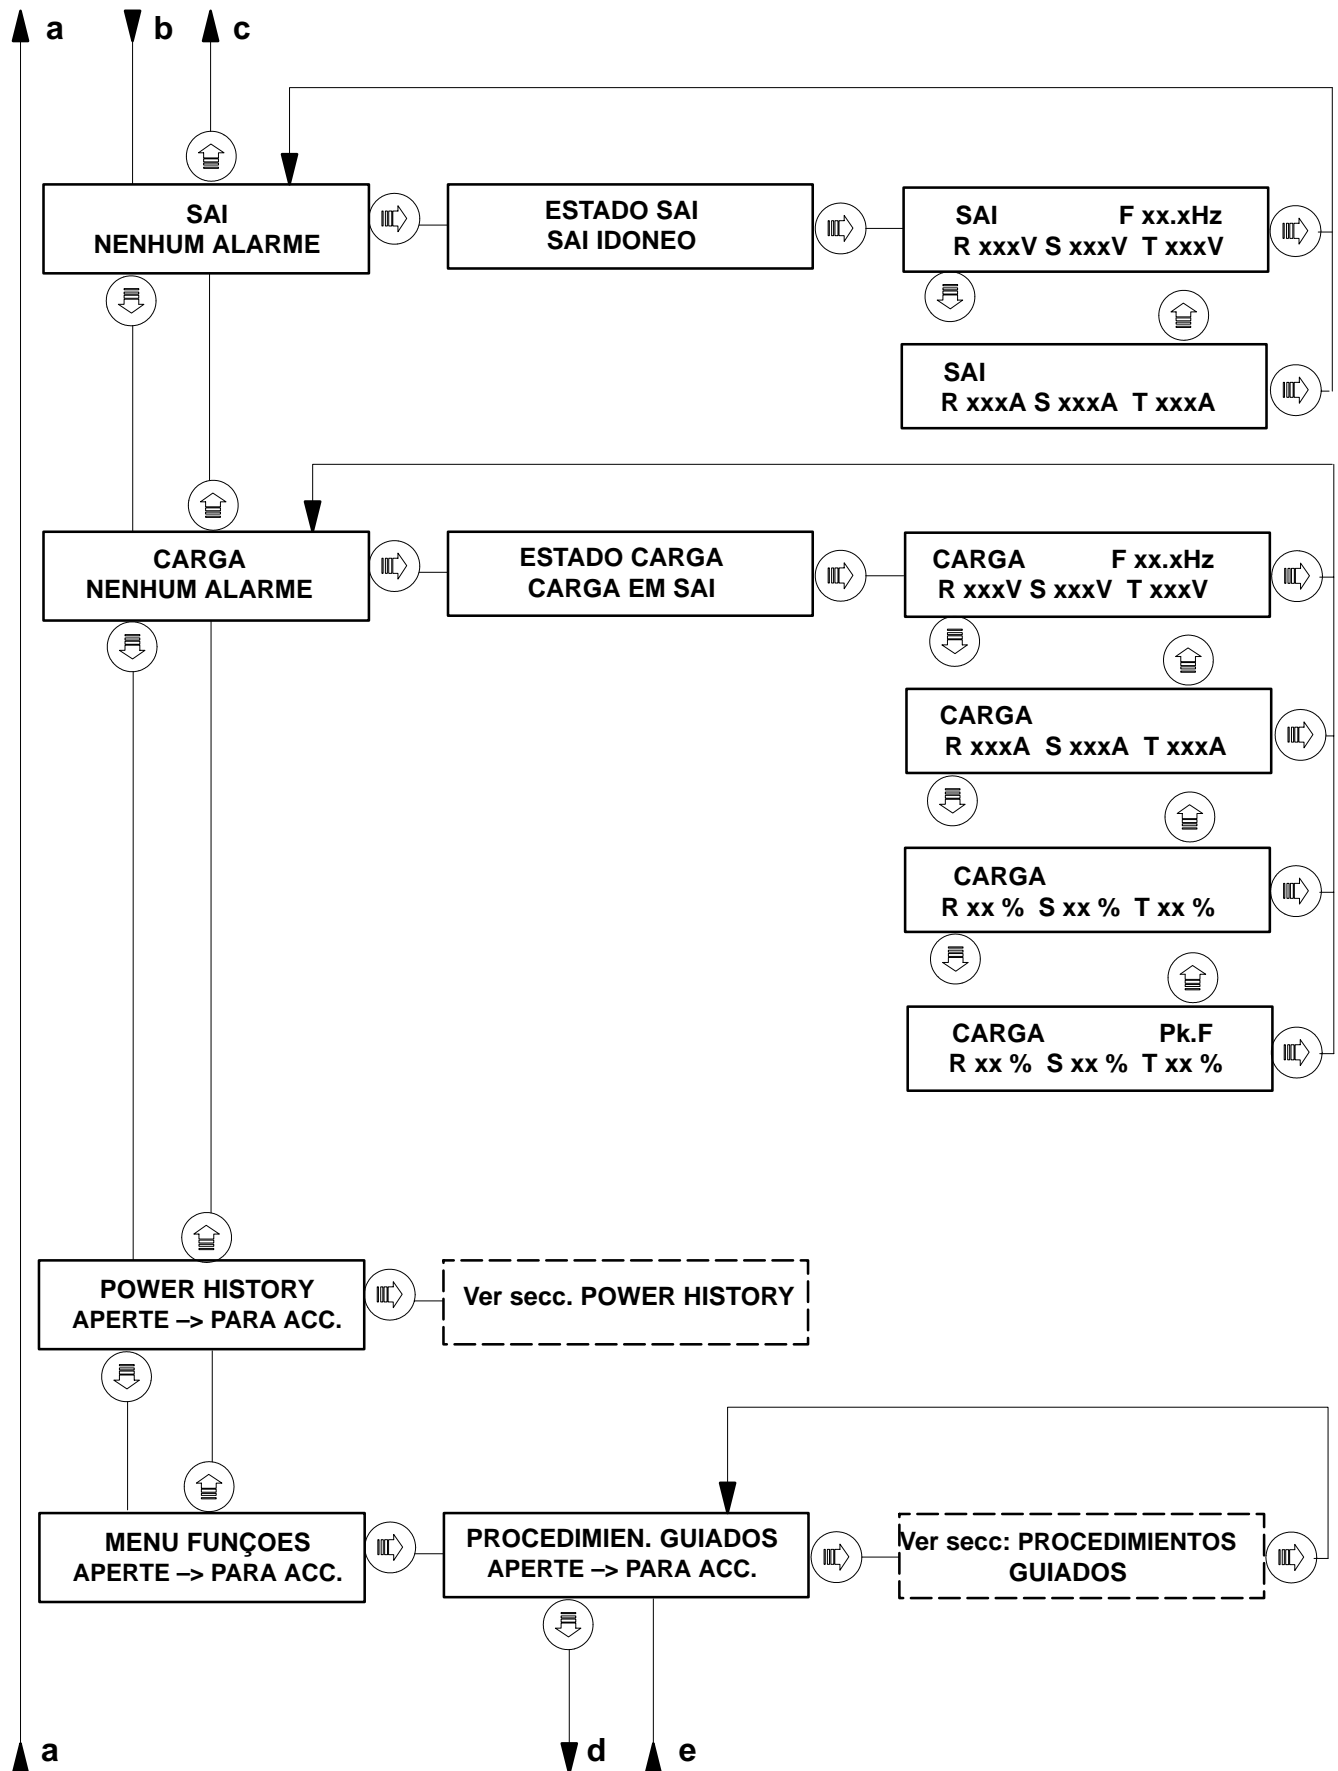 a b c
SAI
NENHUM ALARME
ESTADO SAI
SAI IDONEO
SAI F xx.xHz
R xxxV S xxxV T xxxV
SAI
R xxxA S xxxA T xxxA
CARGA
NENHUM ALARME
ESTADO CARGA
CARGA EM SAI
CARGA F xx.xHz
R xxxV S xxxV T xxxV
CARGA
R xxxA S xxxA T xxxA
CARGA
R xx % S xx % T xx %
CARGA Pk.F
R xx % S xx % T xx %
POWER HISTORY
APERTE –> PARA ACC.
Ver secc. POWER HISTORY
MENU FUNÇOES
APERTE –> PARA ACC.
PROCEDIMIEN. GUIADOS
APERTE –> PARA ACC.
Ver secc: PROCEDIMIENTOS
GUIADOS
a d e